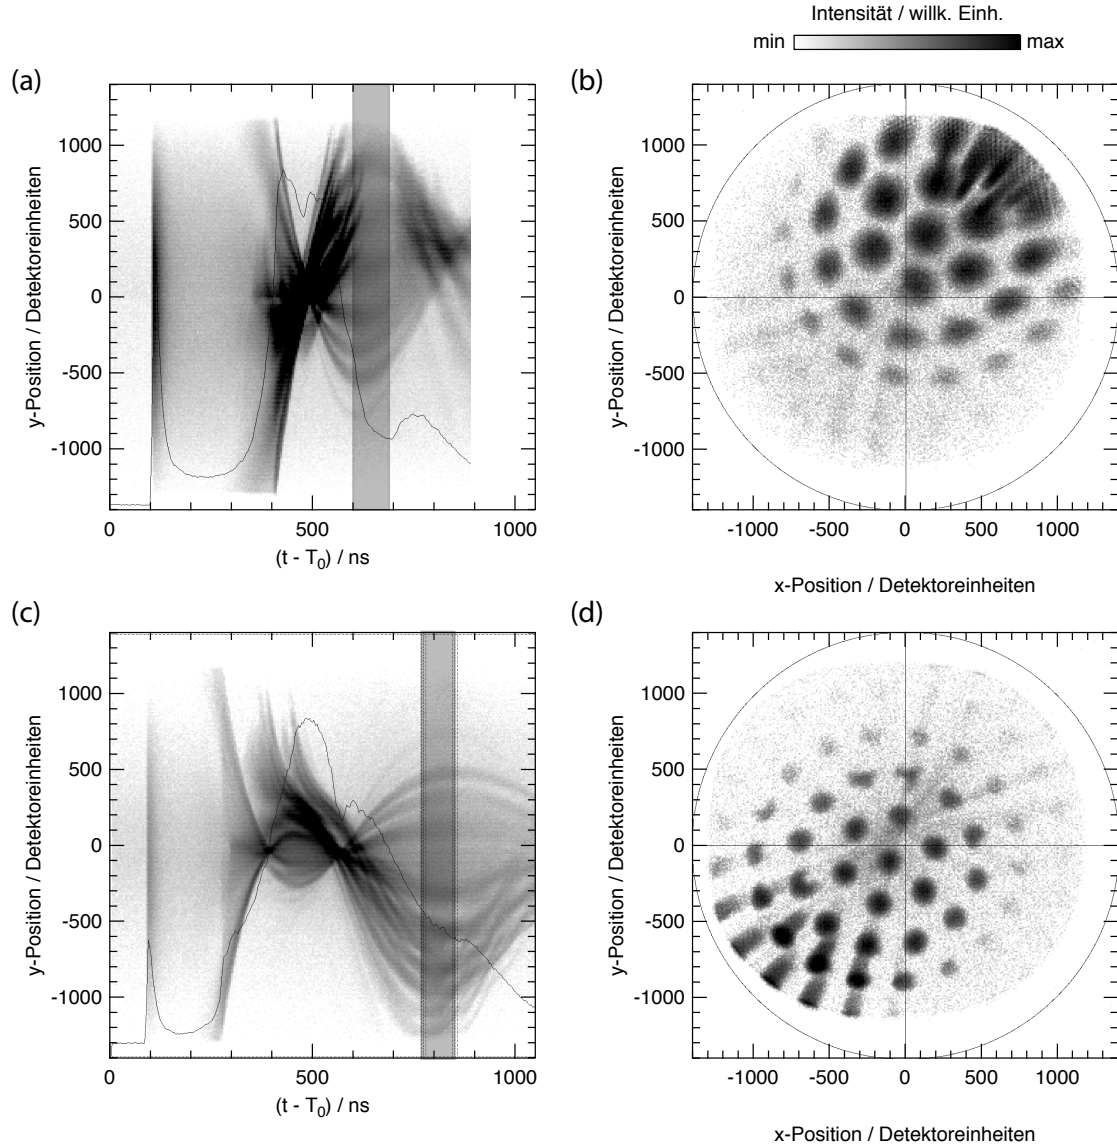 Intensität / willk. Einh.
min max
(a)
(b)
1000
500
0
-500
-1000
y-Position / Detektoreinheiten
0 500 1000
(t - T0) / ns
1000
500
0
-500
-1000
y-Position / Detektoreinheiten
-1000 -500 0 500 1000
x-Position / Detektoreinheiten
(c)
(d)
1000
500
0
-500
-1000
y-Position / Detektoreinheiten
0 500 1000
(t - T0) / ns
1000
500
0
-500
-1000
y-Position / Detektoreinheiten
-1000 -500 0 500 1000
x-Position / Detektoreinheiten